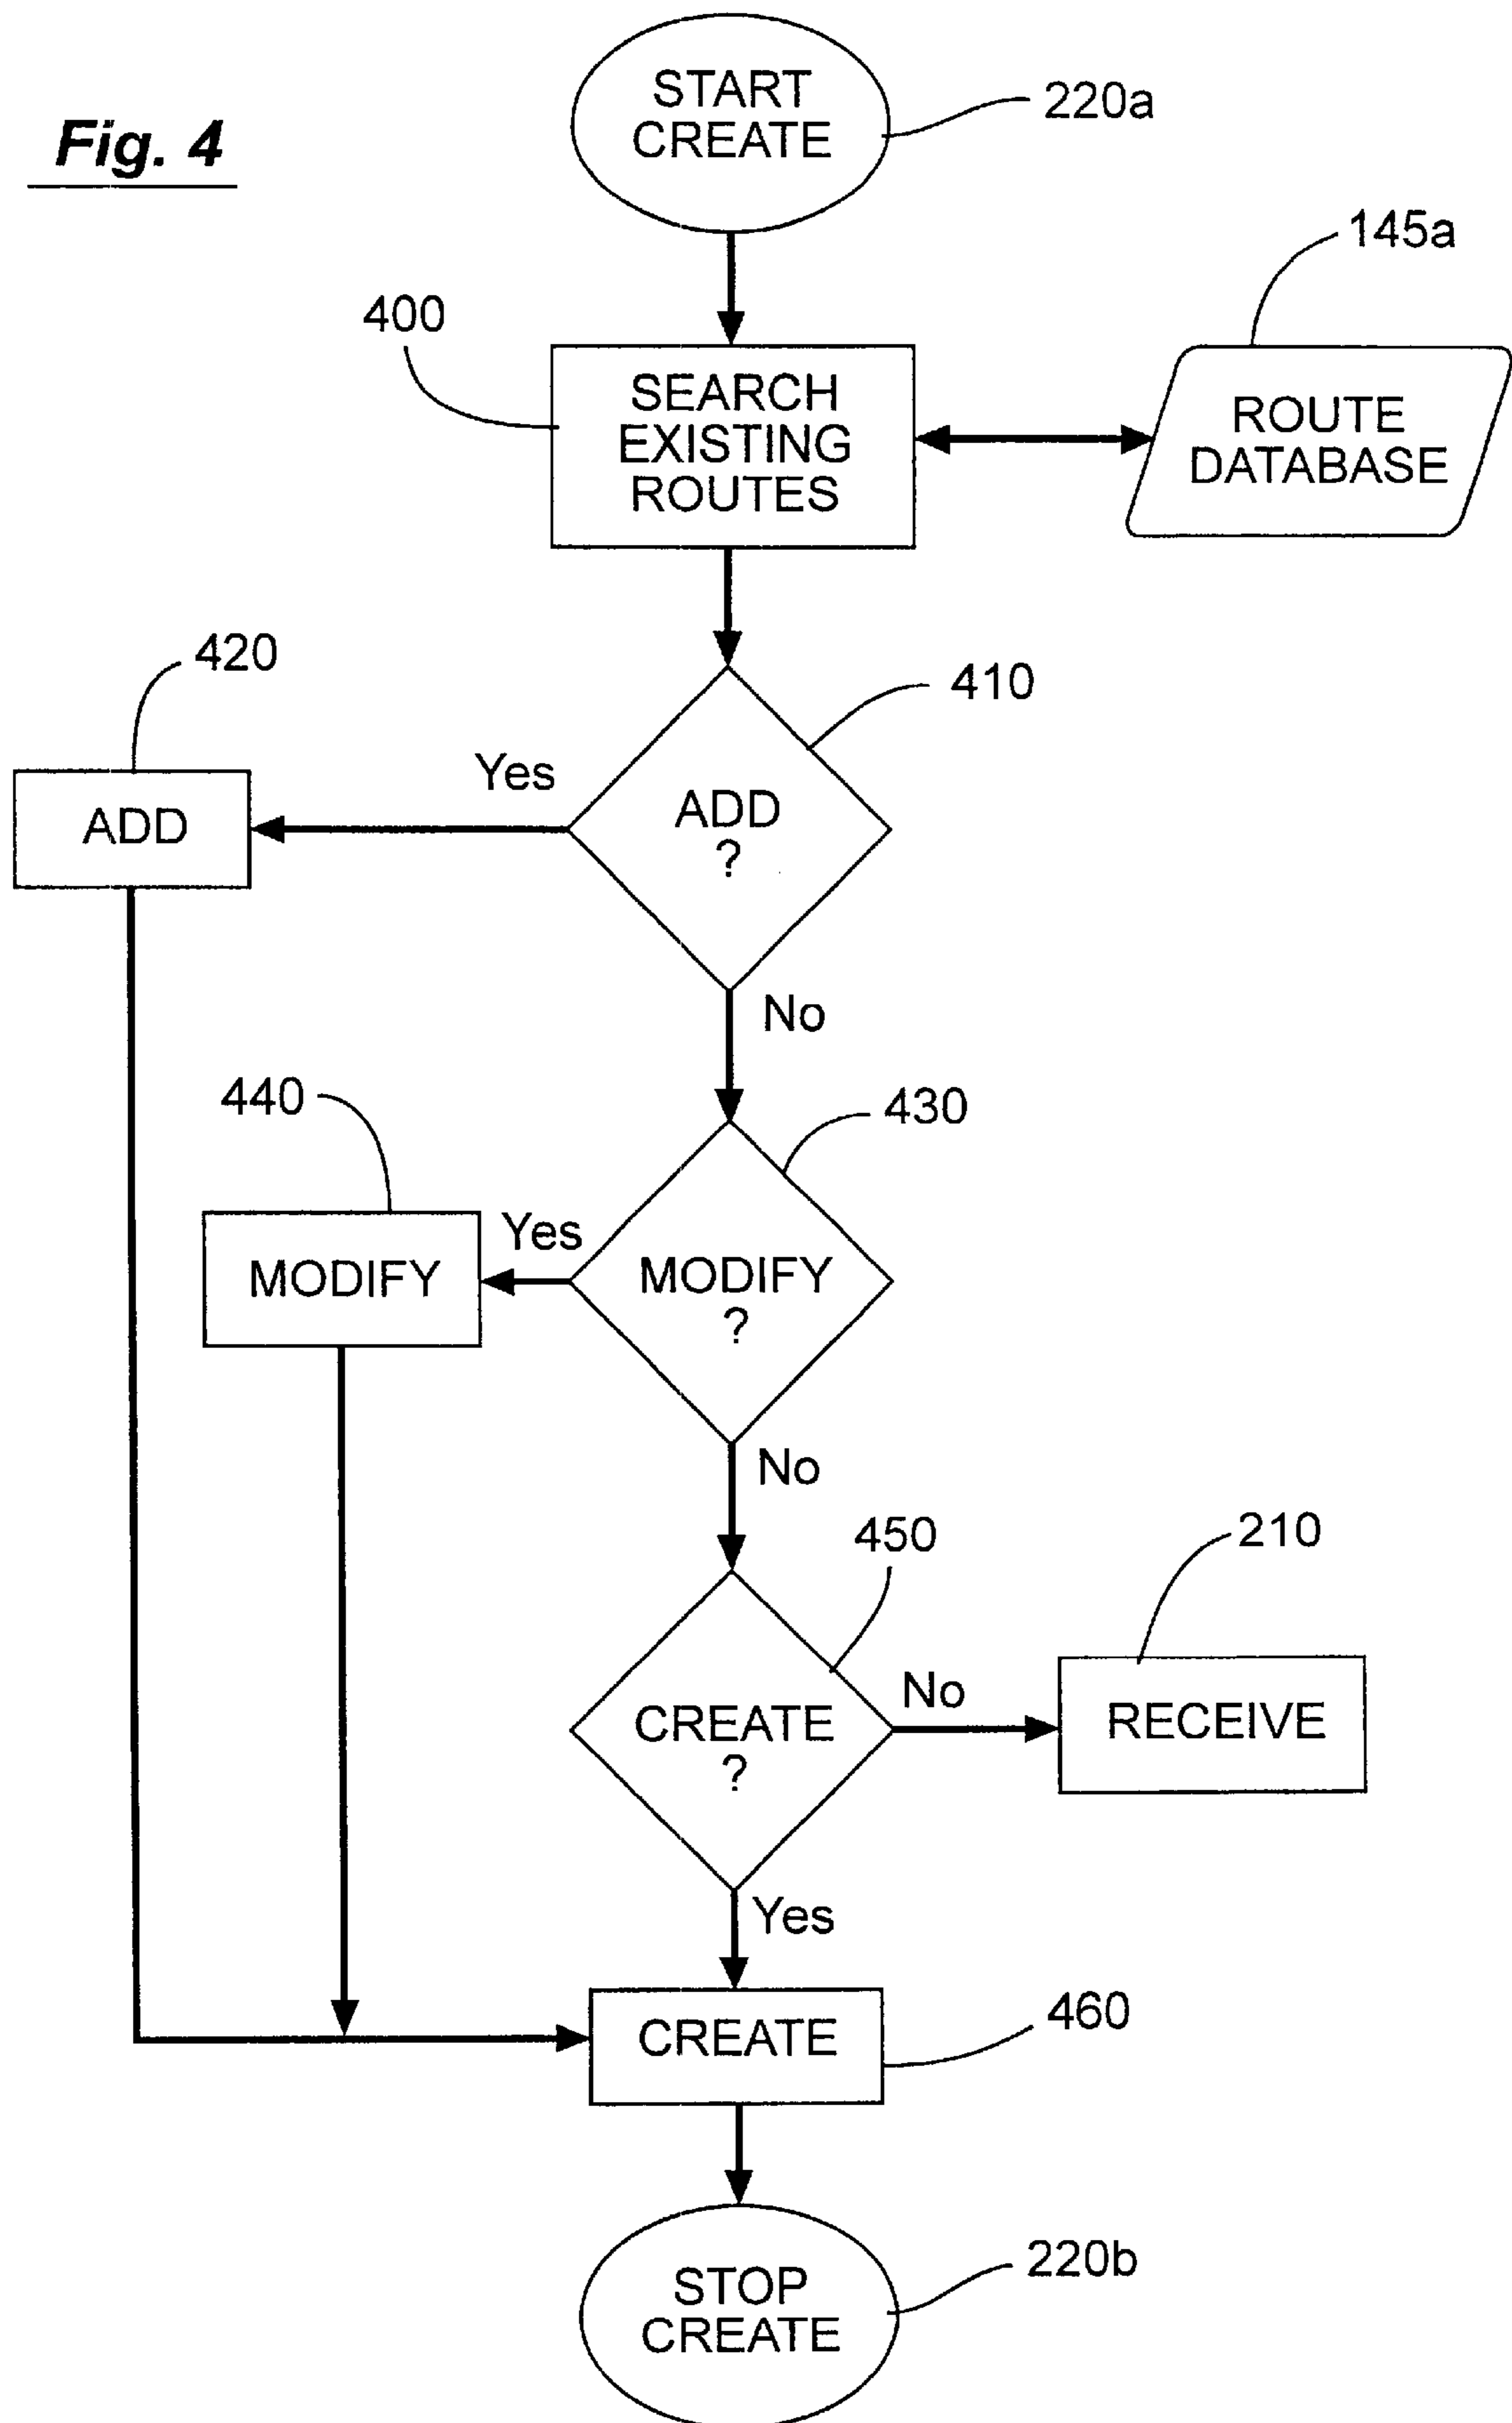 Fig. 4
START
CREATE
220a
145a
400
SEARCH
EXISTING
ROUTES
ROUTE
DATABASE
420
410
Yes
ADD
ADD
?
No
440
430
Yes
MODIFY
MODIFY
?
No
450
210
No
CREATE
?
RECEIVE
Yes
460
CREATE
220b
STOP
CREATE